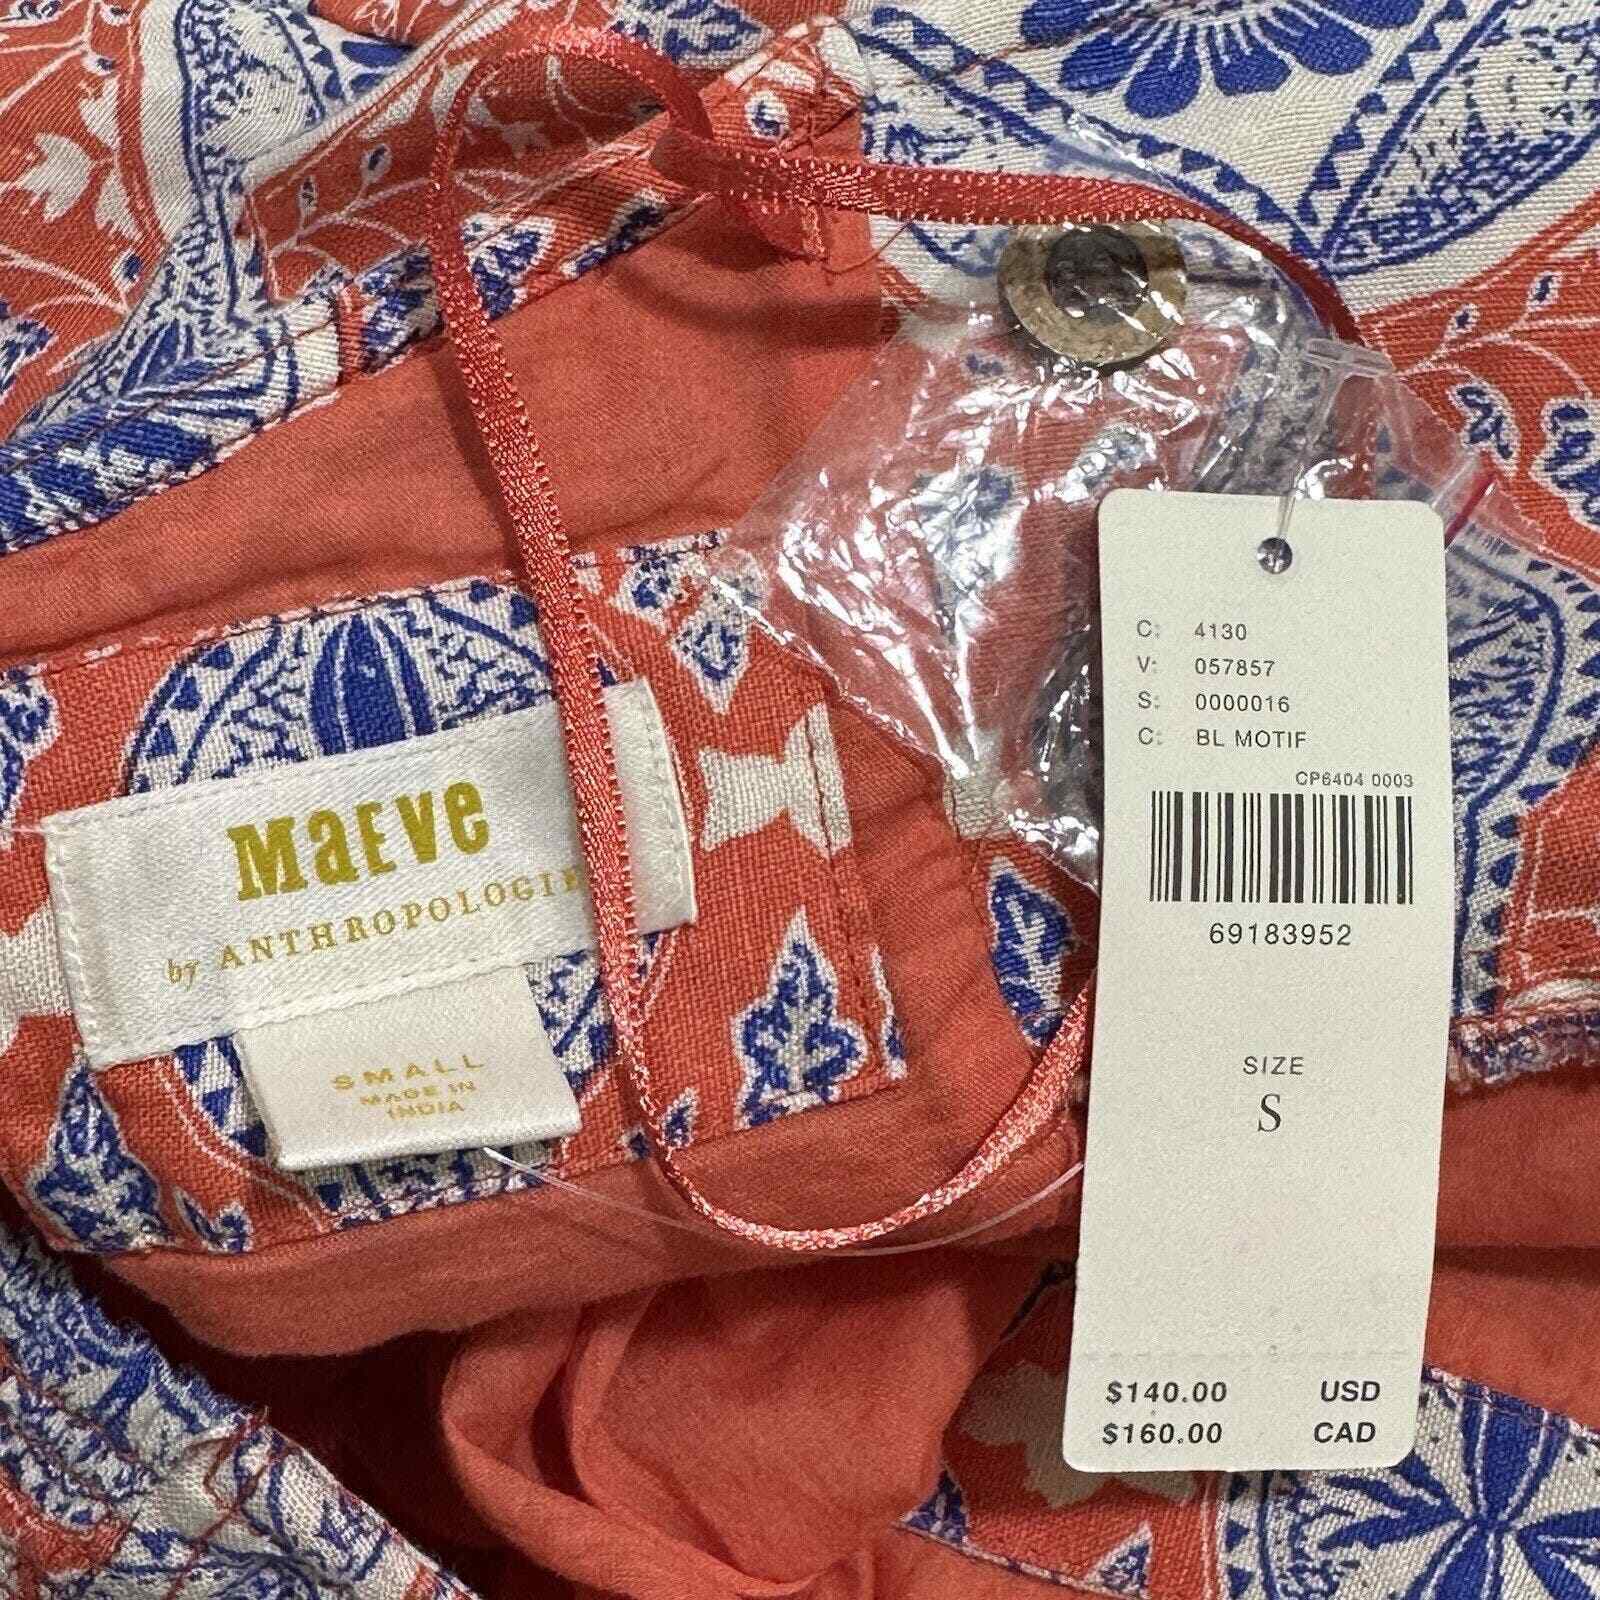 MaEVe
by ANTHROPOLOGIE
SMALL
MADE IN
INDIA
C: 4130
V: 057857
S: 0000016
C: BL MOTIF
CP6404 0003
69183952
SIZE
S
$140.00 USD
$160.00 CAD